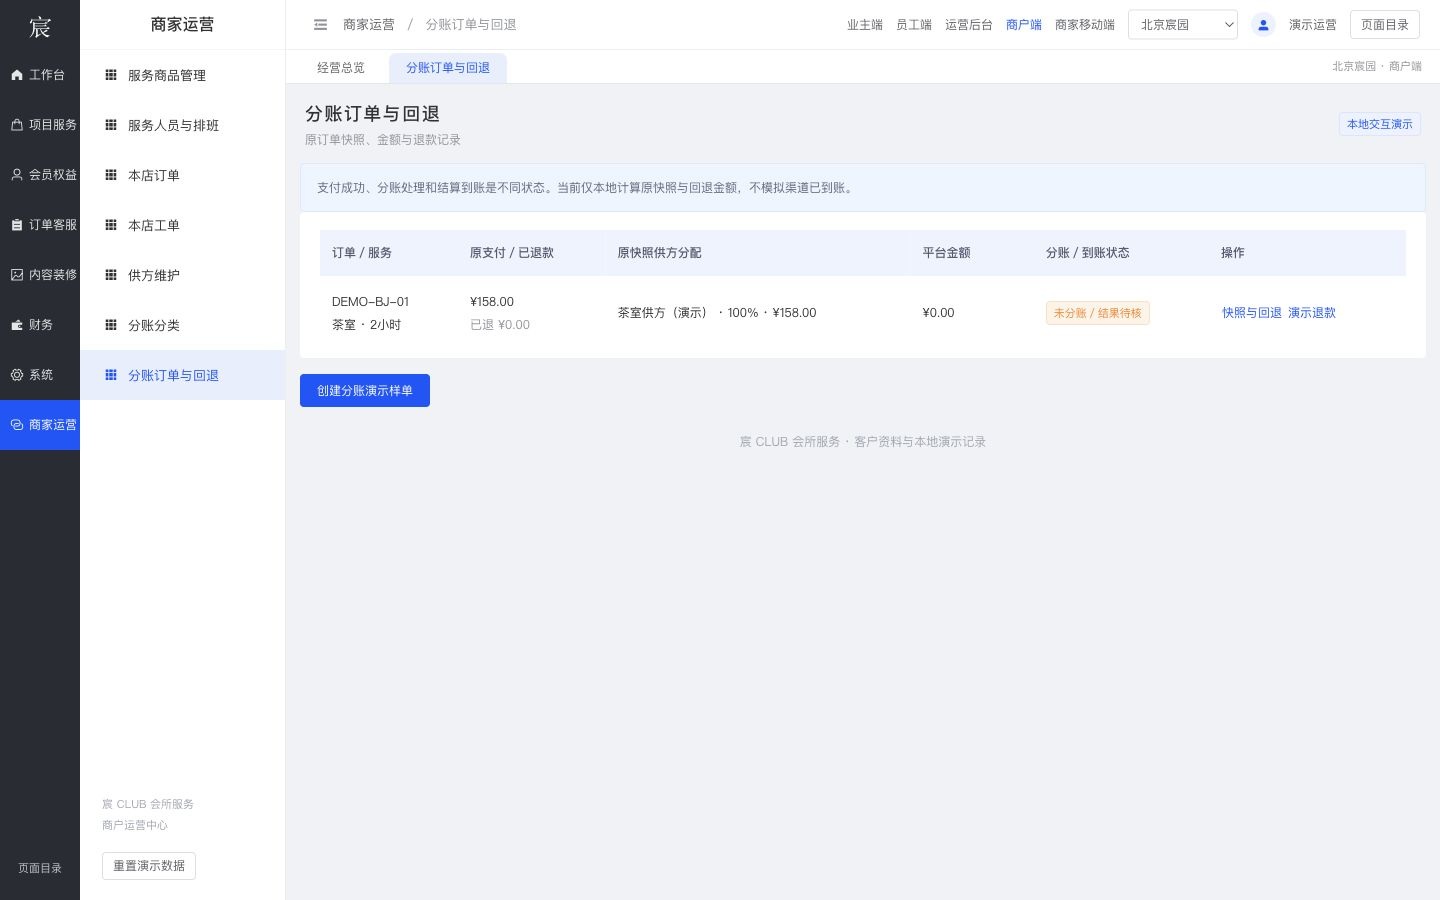 宸
工作台
项目服务
会员权益
订单客服
内容装修
财务
系统
商家运营
页面目录
商家运营
服务商品管理
服务人员与排班
本店订单
本店工单
供方维护
分账分类
分账订单与回退
宸 CLUB 会所服务
商户运营中心
重置演示数据
商家运营 / 分账订单与回退
业主端 员工端 运营后台 商户端 商家移动端 北京宸园 演示运营 页面目录
经营总览 分账订单与回退 北京宸园 · 商户端
分账订单与回退
原订单快照、金额与退款记录
本地交互演示
支付成功、分账处理和结算到账是不同状态。当前仅本地计算原快照与回退金额，不模拟渠道已到账。
订单 / 服务 原支付 / 已退款 原快照供方分配 平台金额 分账 / 到账状态 操作
DEMO-BJ-01 ¥158.00
茶室供方（演示） · 100% · ¥158.00 ¥0.00 未分账 / 结果待核 快照与回退 演示退款
茶室 · 2小时 已退 ¥0.00
创建分账演示样单
宸 CLUB 会所服务 · 客户资料与本地演示记录